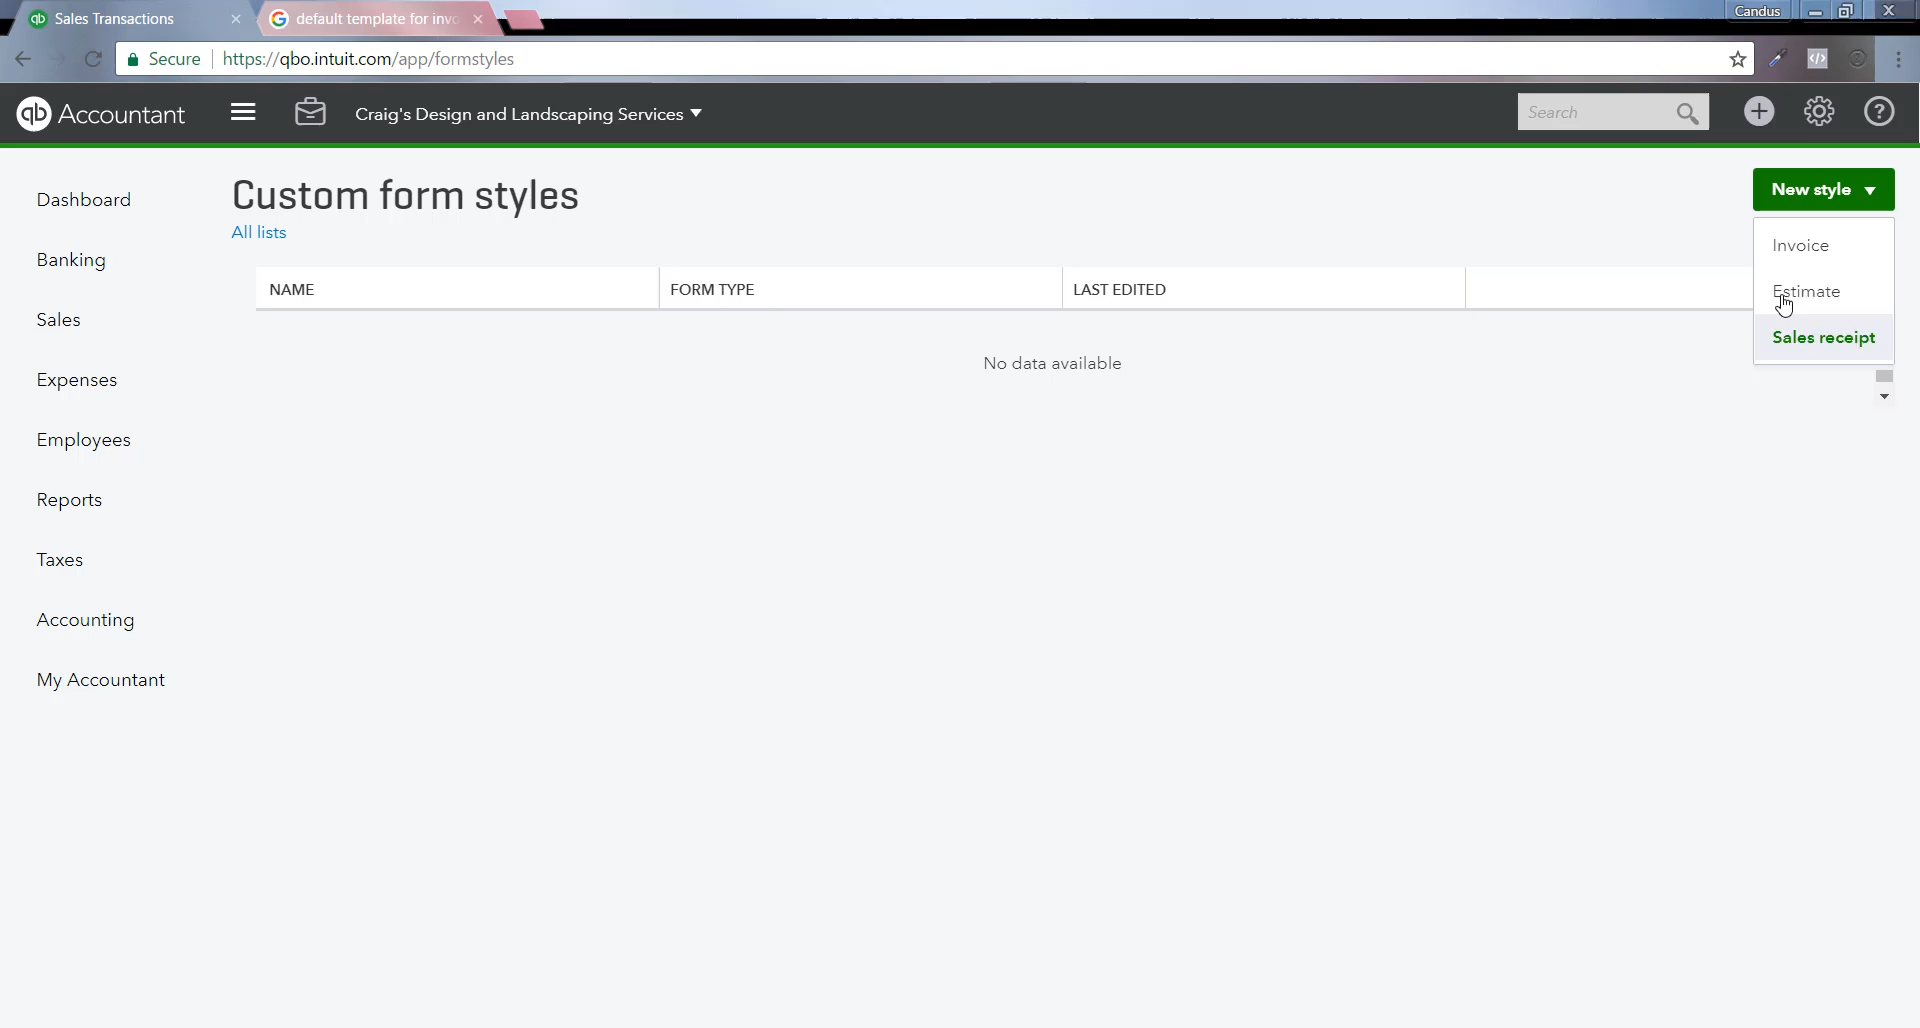 Sales Transactions
default template for invo
Candus
Secure
https://qbo.intuit.com/app/formstyles
qb Accountant
Craig's Design and Landscaping Services
Search
Custom form styles
All lists
New style
Invoice
Estimate
Sales receipt
NAME
FORM TYPE
LAST EDITED
No data available
Dashboard
Banking
Sales
Expenses
Employees
Reports
Taxes
Accounting
My Accountant